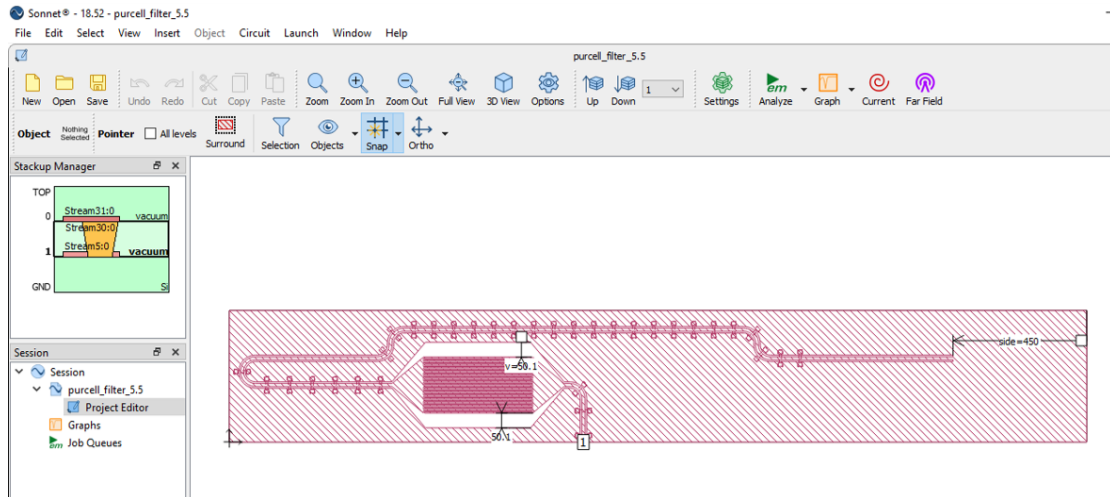 Sonnet® - 18.52 - purcell_filter_5.5
File Edit Select View Insert Object Circuit Launch Window Help
purcell_filter_5.5
New Open Save Undo Redo Cut Copy Paste Zoom Zoom In Zoom Out Full View 3D View Options Up Down 1 Settings em Analyze Graph Current Far Field
Object Nothing Selected Pointer All levels Surround Selection Objects Snap Ortho
Stackup Manager
TOP
0 Stream31:0 vacuum
Stream30:0
1 Stream5:0 vacuum
GND Si
side=450
v=50.1
50.1
1
Session
Session
purcell_filter_5.5
Project Editor
Graphs
em Job Queues